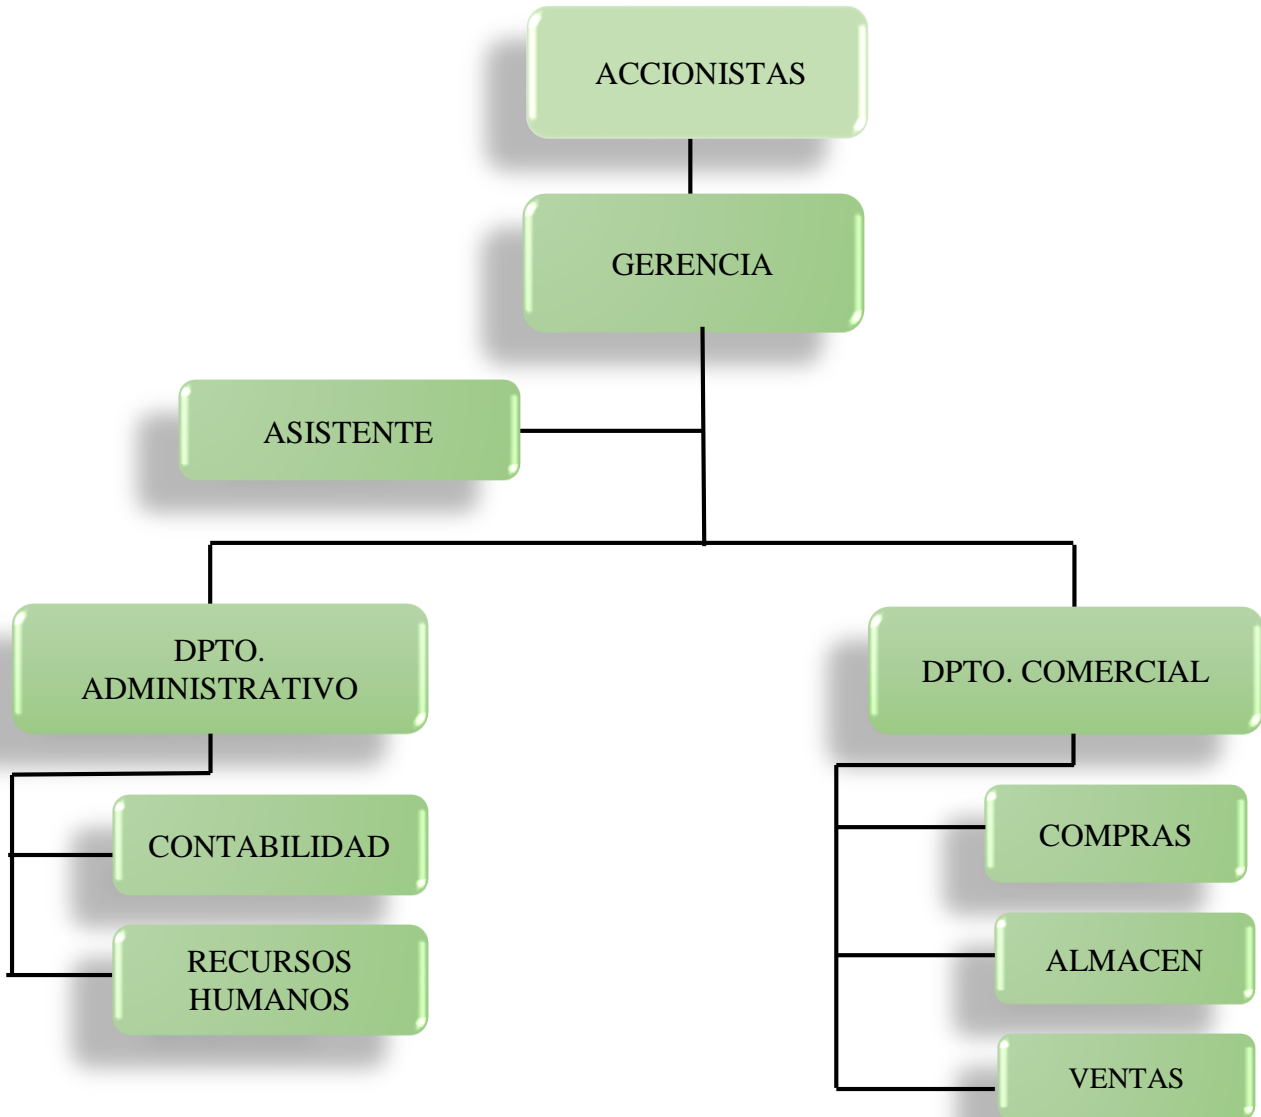 ACCIONISTAS
GERENCIA
ASISTENTE
DPTO.
ADMINISTRATIVO
CONTABILIDAD
RECURSOS
HUMANOS
DPTO. COMERCIAL
COMPRAS
ALMACEN
VENTAS